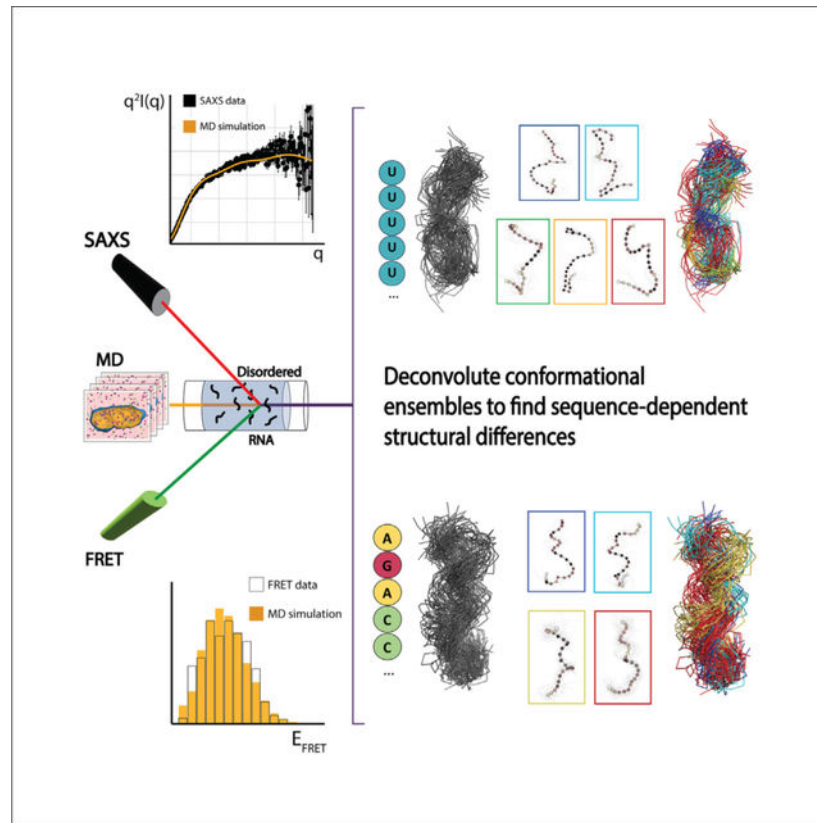 q²I(q)
SAXS data
MD simulation
q
SAXS
MD
Disordered
RNA
FRET
FRET data
MD simulation
E_FRET
U
U
U
U
U
...
Deconvolute conformational
ensembles to find sequence-dependent
structural differences
A
G
A
C
C
...